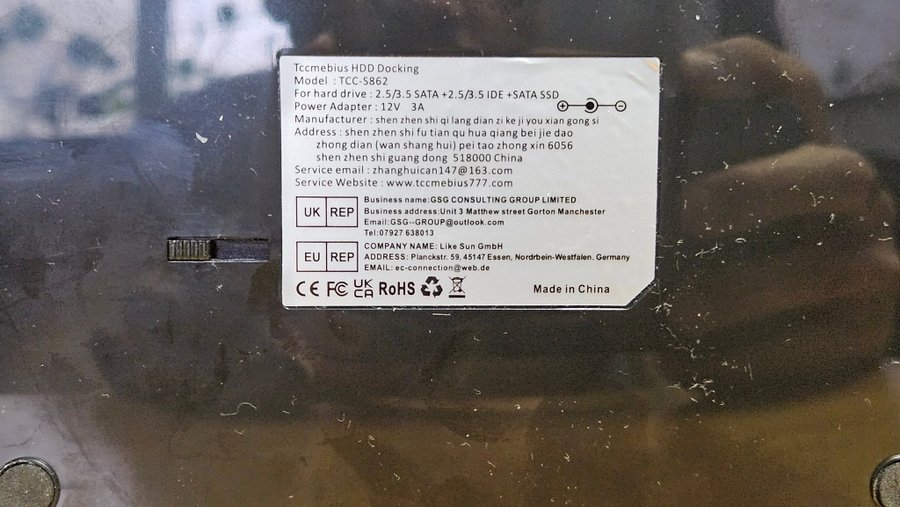 Tccmebius HDD Docking
Model : TCC-S862
For hard drive : 2.5/3.5 SATA +2.5/3.5 IDE +SATA SSD
Power Adapter : 12V 3A
Manufacturer : shen zhen shi qi lang dian zi ke ji you xian gong si
Address : shen zhen shi fu tian qu hua qiang bei jie dao
zhong dian (wan shang hui) pei tao zhong xin 6056
shen zhen shi guang dong 518000 China
Service email : zhanghuican147@163.com
Service Website : www.tccmebius777.com
UK REP
Business name:GSG CONSULTING GROUP LIMITED
Business address:Unit 3 Matthew street Gorton Manchester
Email:GSG--GROUP@outlook.com
Tel:07927 638013
EU REP
COMPANY NAME: Like Sun GmbH
ADDRESS: Planckstr. 59, 45147 Essen, Nordrbein-Westfalen. Germany
EMAIL: ec-connection@web.de
CE FC UK CA RoHS Made in China